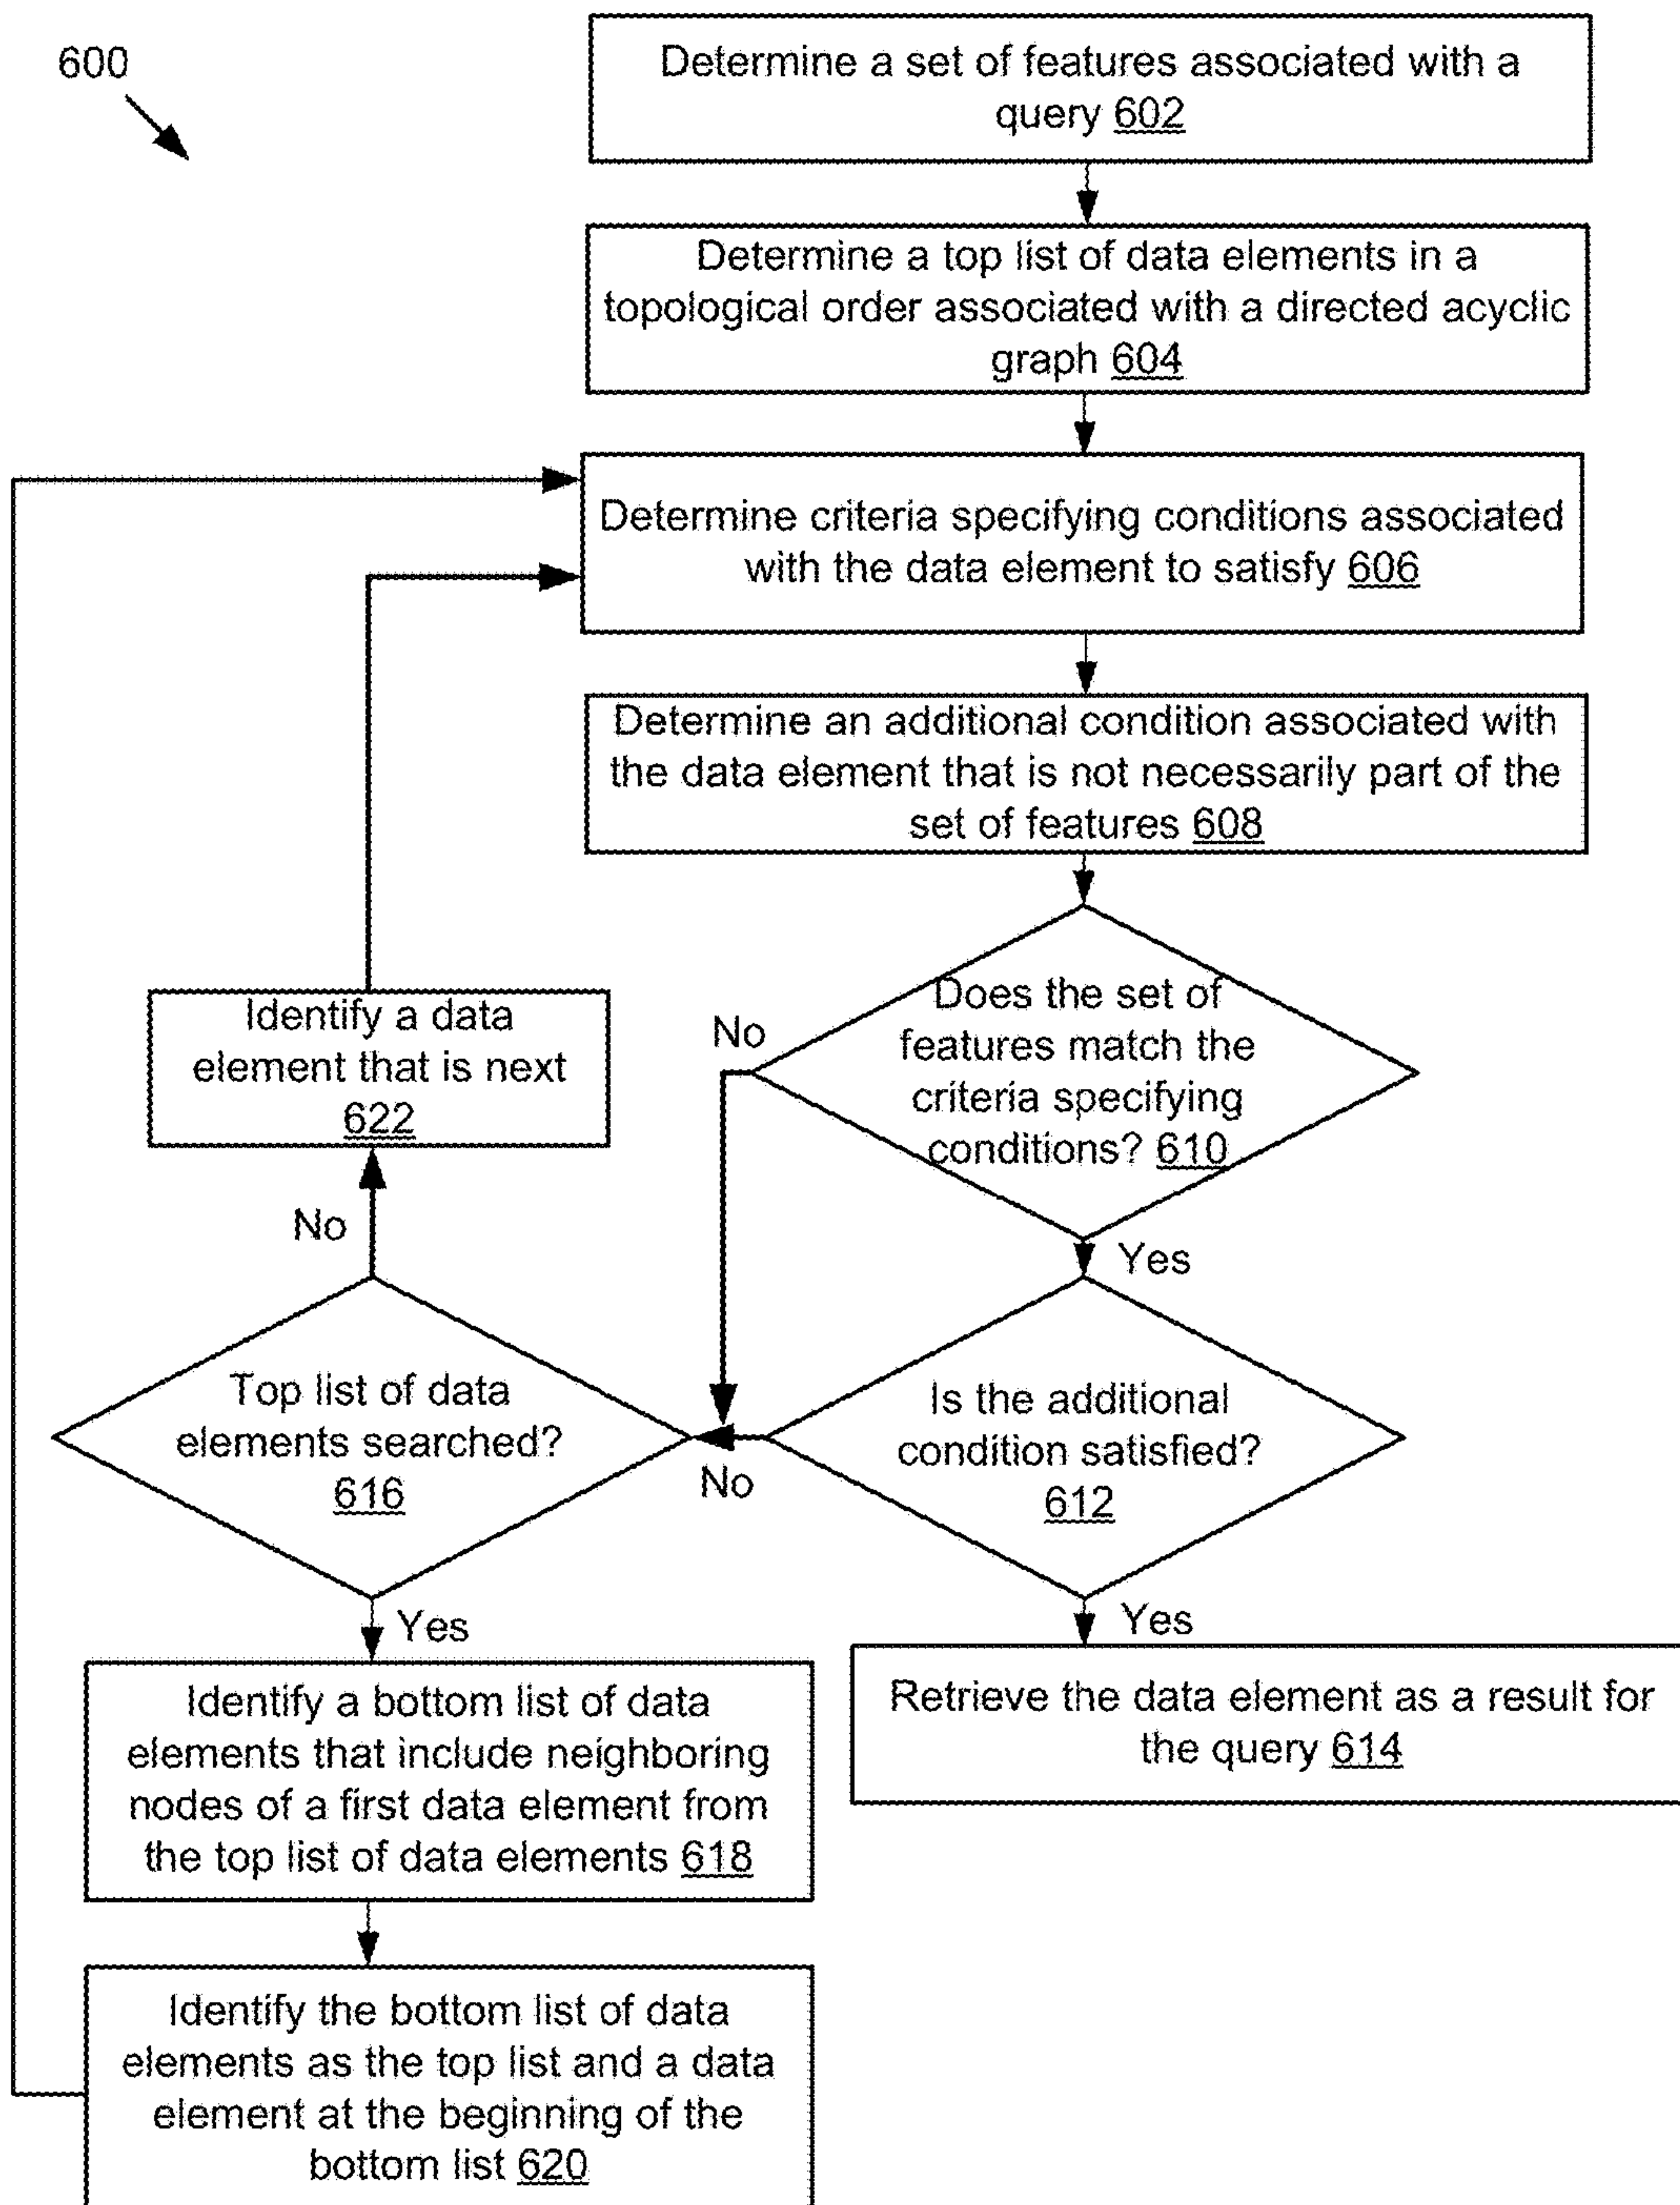 600
Determine a set of features associated with a
query 602
Determine a top list of data elements in a
topological order associated with a directed acyclic
graph 604
Determine criteria specifying conditions associated
with the data element to satisfy 606
Determine an additional condition associated with
the data element that is not necessarily part of the
set of features 608
Does the set of
features match the
criteria specifying
conditions? 610
No
Yes
Identify a data
element that is next
622
No
Top list of data
elements searched?
616
Is the additional
condition satisfied?
612
No
Yes
Yes
Retrieve the data element as a result for
the query 614
Identify a bottom list of data
elements that include neighboring
nodes of a first data element from
the top list of data elements 618
Identify the bottom list of data
elements as the top list and a data
element at the beginning of the
bottom list 620